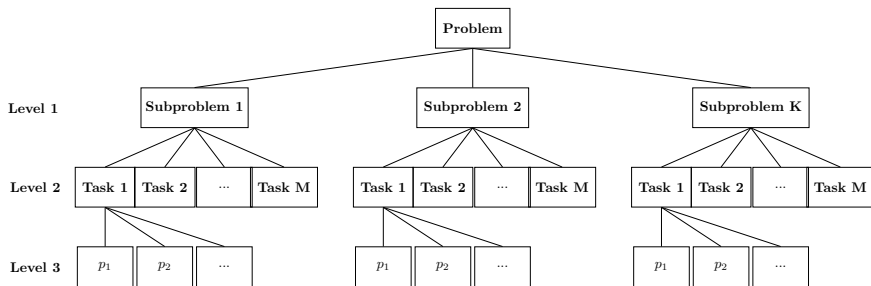 Problem
Level 1 Subproblem 1 Subproblem 2 Subproblem K
Level 2 Task 1 Task 2 ... Task M Task 1 Task 2 ... Task M Task 1 Task 2 ... Task M
Level 3 p₁ p₂ ... p₁ p₂ ... p₁ p₂ ...